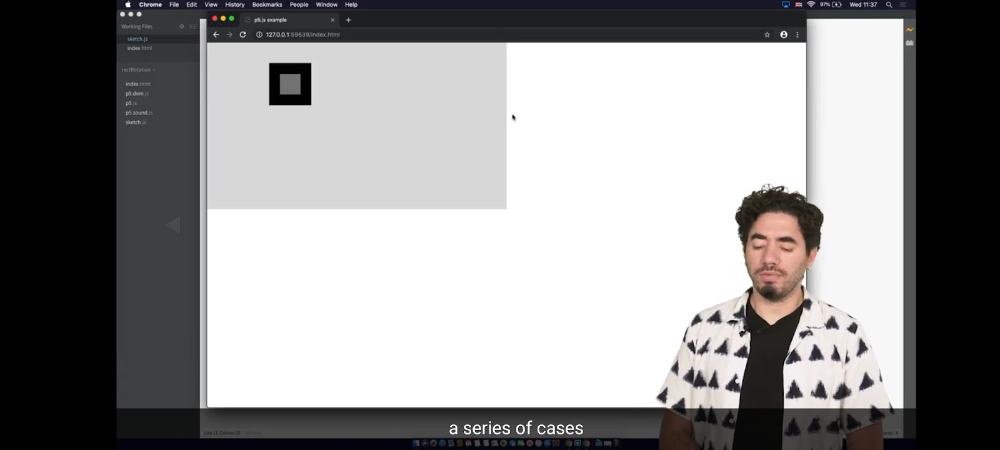 Chrome File Edit View History Bookmarks People Window Help 97% Wed 11:37
p5.js example
Working Files
127.0.0.1:59639/index.html
sketch.js
index.html
rectRotation
index.html
p5.dom.js
p5.js
p5.sound.js
sketch.js
a series of cases
Line 13, Column 25